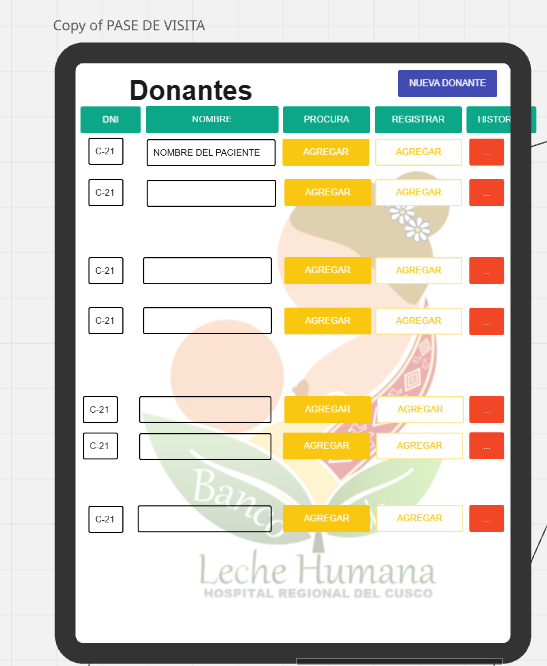 Copy of PASE DE VISITA
Donantes
NUEVA DONANTE
DNI NOMBRE PROCURA REGISTRAR HISTOR
C-21 NOMBRE DEL PACIENTE AGREGAR AGREGAR ...
C-21 AGREGAR AGREGAR ...
C-21 AGREGAR AGREGAR ...
C-21 AGREGAR AGREGAR ...
C-21 AGREGAR AGREGAR ...
C-21 AGREGAR AGREGAR ...
C-21 AGREGAR AGREGAR ...
Banco
Leche Humana
HOSPITAL REGIONAL DEL CUSCO